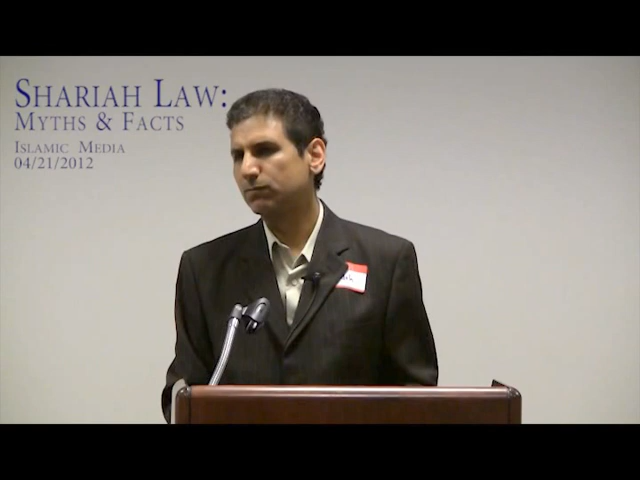 SHARIAH LAW:
MYTHS & FACTS
ISLAMIC MEDIA
04/21/2012